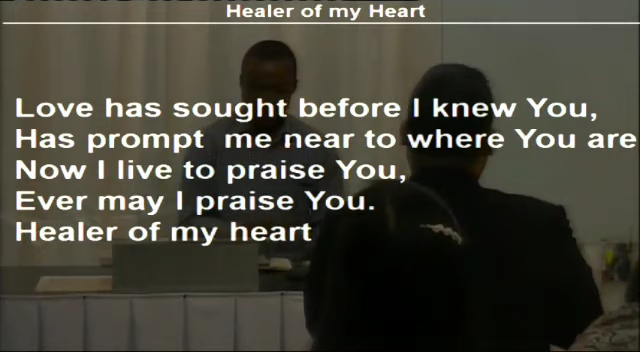 Healer of my Heart
Love has sought before I knew You,
Has prompt  me near to where You are
Now I live to praise You,
Ever may I praise You.
Healer of my heart